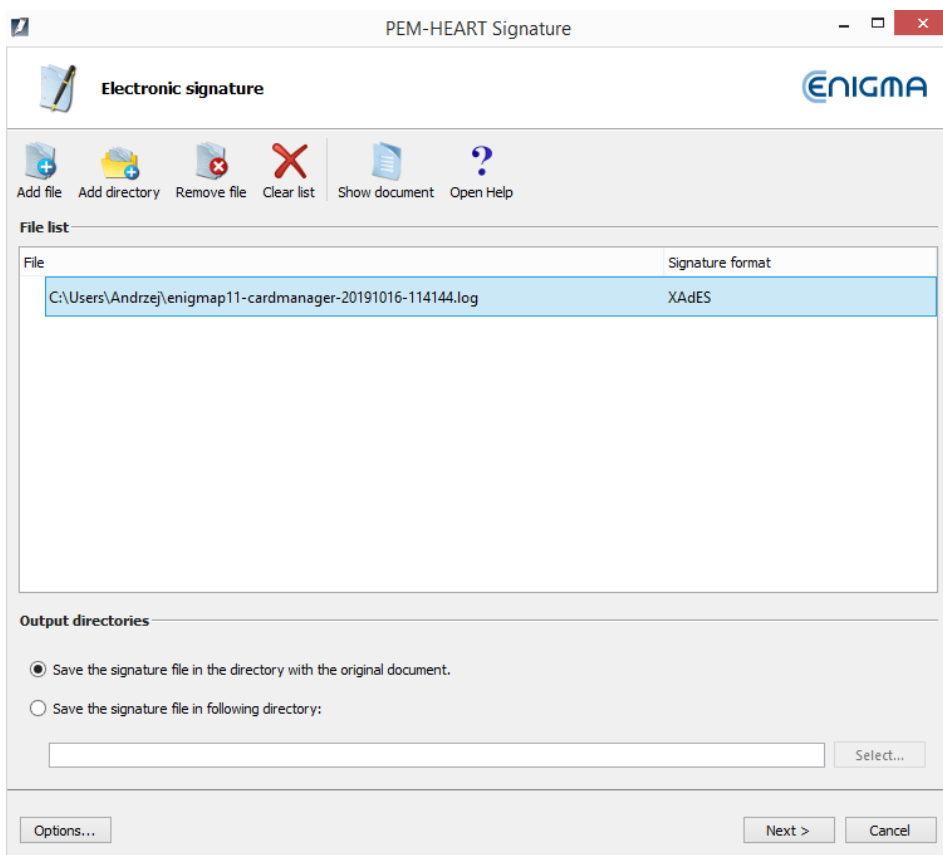 PEM-HEART Signature
Electronic signature
ENIGMA
Add file Add directory Remove file Clear list Show document Open Help
File list
File Signature format
C:\Users\Andrzej\enigmap11-cardmanager-20191016-114144.log XAdES
Output directories
Save the signature file in the directory with the original document.
Save the signature file in following directory:
Select...
Options... Next > Cancel